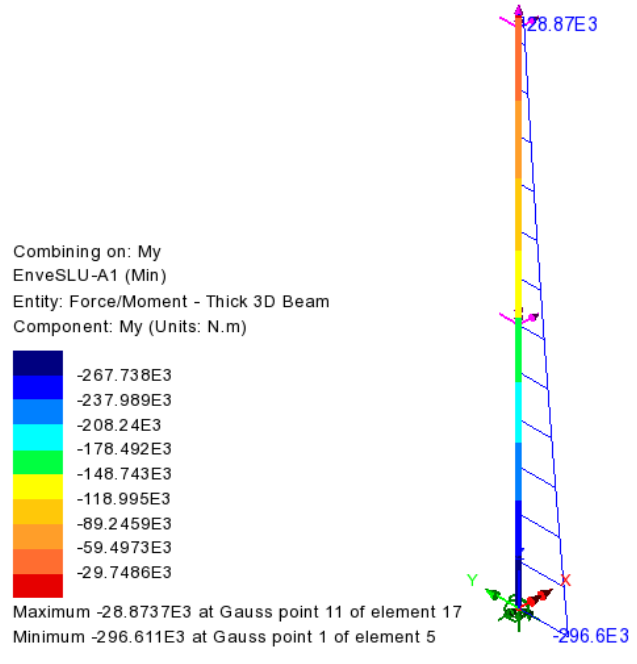 -28.87E3
Combining on: My
EnveSLU-A1 (Min)
Entity: Force/Moment - Thick 3D Beam
Component: My (Units: N.m)
-267.738E3
-237.989E3
-208.24E3
-178.492E3
-148.743E3
-118.995E3
-89.2459E3
-59.4973E3
-29.7486E3
Y
X
Maximum -28.8737E3 at Gauss point 11 of element 17
Minimum -296.611E3 at Gauss point 1 of element 5
-296.6E3